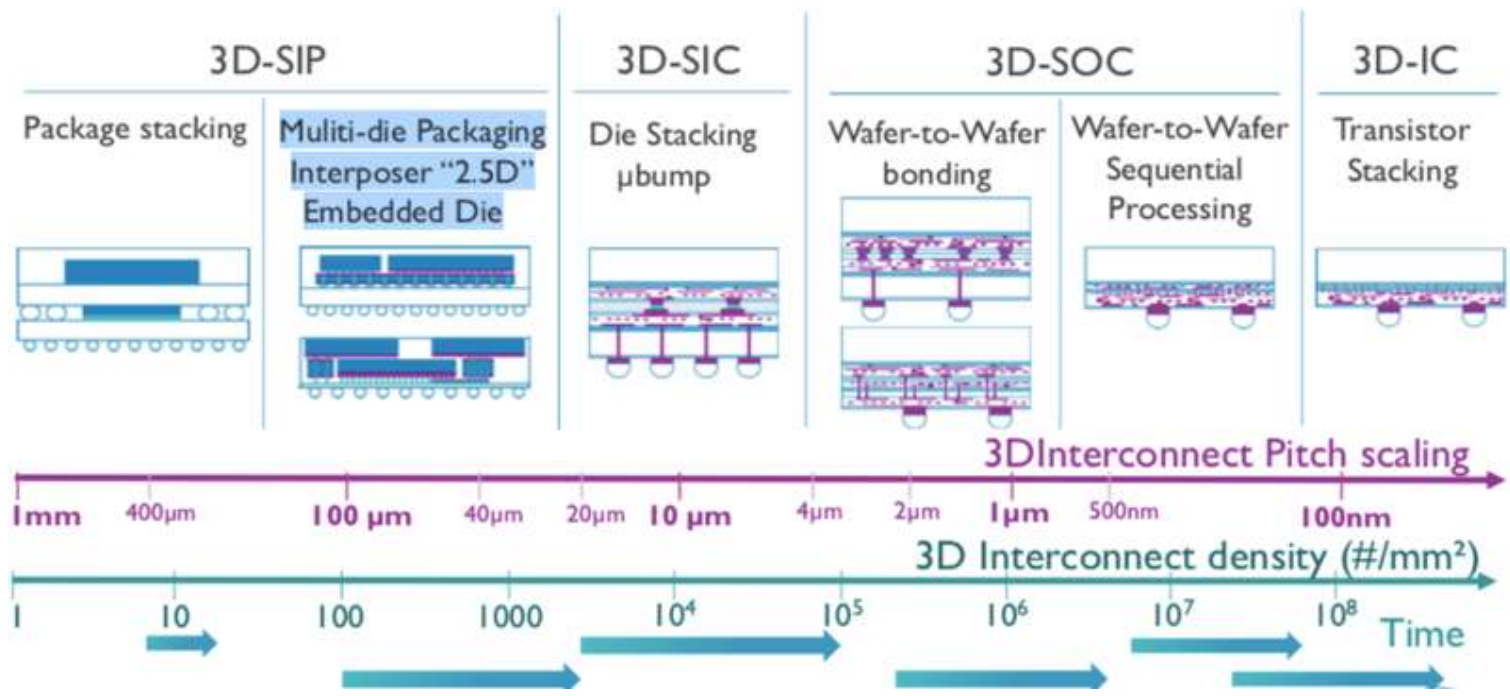 3D-SIP
3D-SIC
3D-SOC
3D-IC
Package stacking
Muliti-die Packaging
Interposer “2.5D”
Embedded Die
Die Stacking
µbump
Wafer-to-Wafer
bonding
Wafer-to-Wafer
Sequential
Processing
Transistor
Stacking
3DInterconnect Pitch scaling
1mm 400µm 100 µm 40µm 20µm 10 µm 4µm 2µm 1µm 500nm 100nm
3D Interconnect density (#/mm²)
1 10 100 1000 10⁴ 10⁵ 10⁶ 10⁷ 10⁸
Time